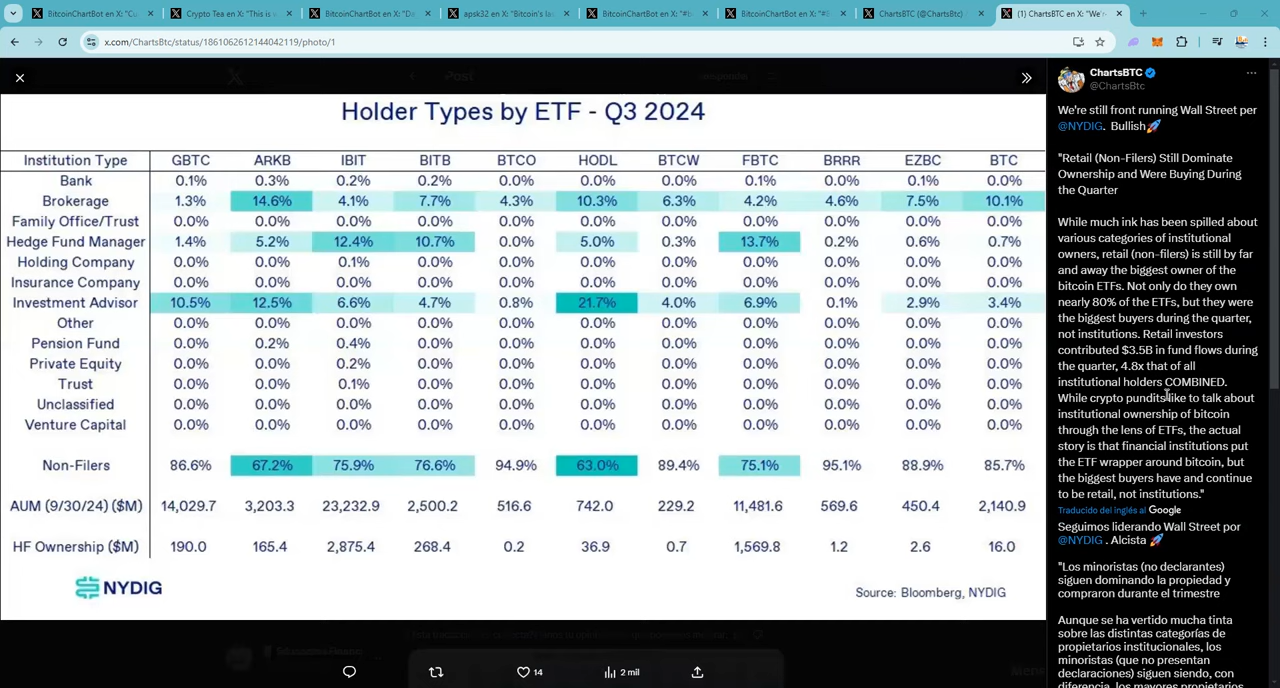 BitcoinChartBot en X: "Cu
Crypto Tea en X: "This is v
BitcoinChartBot en X: "Da
apsk32 en X: "Bitcoin's la
BitcoinChartBot en X: "#b
BitcoinChartBot en X: "#B
ChartsBTC (@ChartsBtc)
(1) ChartsBTC en X: "We're
x.com/ChartsBtc/status/1861062612144042119/photo/1
Post
Holder Types by ETF - Q3 2024
Institution Type GBTC ARKB IBIT BITB BTCO HODL BTCW FBTC BRRR EZBC BTC
Bank 0.1% 0.3% 0.2% 0.2% 0.0% 0.0% 0.0% 0.1% 0.0% 0.1% 0.0%
Brokerage 1.3% 14.6% 4.1% 7.7% 4.3% 10.3% 6.3% 4.2% 4.6% 7.5% 10.1%
Family Office/Trust 0.0% 0.0% 0.0% 0.0% 0.0% 0.0% 0.0% 0.0% 0.0% 0.0% 0.0%
Hedge Fund Manager 1.4% 5.2% 12.4% 10.7% 0.0% 5.0% 0.3% 13.7% 0.2% 0.6% 0.7%
Holding Company 0.0% 0.0% 0.1% 0.0% 0.0% 0.0% 0.0% 0.0% 0.0% 0.0% 0.0%
Insurance Company 0.0% 0.0% 0.0% 0.0% 0.0% 0.0% 0.0% 0.0% 0.0% 0.0% 0.0%
Investment Advisor 10.5% 12.5% 6.6% 4.7% 0.8% 21.7% 4.0% 6.9% 0.1% 2.9% 3.4%
Other 0.0% 0.0% 0.0% 0.0% 0.0% 0.0% 0.0% 0.0% 0.0% 0.0% 0.0%
Pension Fund 0.0% 0.2% 0.4% 0.0% 0.0% 0.0% 0.0% 0.0% 0.0% 0.0% 0.0%
Private Equity 0.0% 0.0% 0.2% 0.0% 0.0% 0.0% 0.0% 0.0% 0.0% 0.0% 0.0%
Trust 0.0% 0.0% 0.1% 0.0% 0.0% 0.0% 0.0% 0.0% 0.0% 0.0% 0.0%
Unclassified 0.0% 0.0% 0.0% 0.0% 0.0% 0.0% 0.0% 0.0% 0.0% 0.0% 0.0%
Venture Capital 0.0% 0.0% 0.0% 0.0% 0.0% 0.0% 0.0% 0.0% 0.0% 0.0% 0.0%
Non-Filers 86.6% 67.2% 75.9% 76.6% 94.9% 63.0% 89.4% 75.1% 95.1% 88.9% 85.7%
AUM (9/30/24) ($M) 14,029.7 3,203.3 23,232.9 2,500.2 516.6 742.0 229.2 11,481.6 569.6 450.4 2,140.9
HF Ownership ($M) 190.0 165.4 2,875.4 268.4 0.2 36.9 0.7 1,569.8 1.2 2.6 16.0
NYDIG
Source: Bloomberg, NYDIG
14
2 mil
ChartsBTC
@ChartsBtc
We're still front running Wall Street per
@NYDIG. Bullish🚀
"Retail (Non-Filers) Still Dominate
Ownership and Were Buying During
the Quarter
While much ink has been spilled about
various categories of institutional
owners, retail (non-filers) is still by far
and away the biggest owner of the
bitcoin ETFs. Not only do they own
nearly 80% of the ETFs, but they were
the biggest buyers during the quarter,
not institutions. Retail investors
contributed $3.5B in fund flows during
the quarter, 4.8x that of all
institutional holders COMBINED.
While crypto pundits like to talk about
institutional ownership of bitcoin
through the lens of ETFs, the actual
story is that financial institutions put
the ETF wrapper around bitcoin, but
the biggest buyers have and continue
to be retail, not institutions."
Traducido del inglés al Google
Seguimos liderando Wall Street por
@NYDIG . Alcista 🚀
"Los minoristas (no declarantes)
siguen dominando la propiedad y
compraron durante el trimestre
Aunque se ha vertido mucha tinta
sobre las distintas categorías de
propietarios institucionales, los
minoristas (que no presentan
declaraciones) siguen siendo, con
diferencia, los mayores propietarios